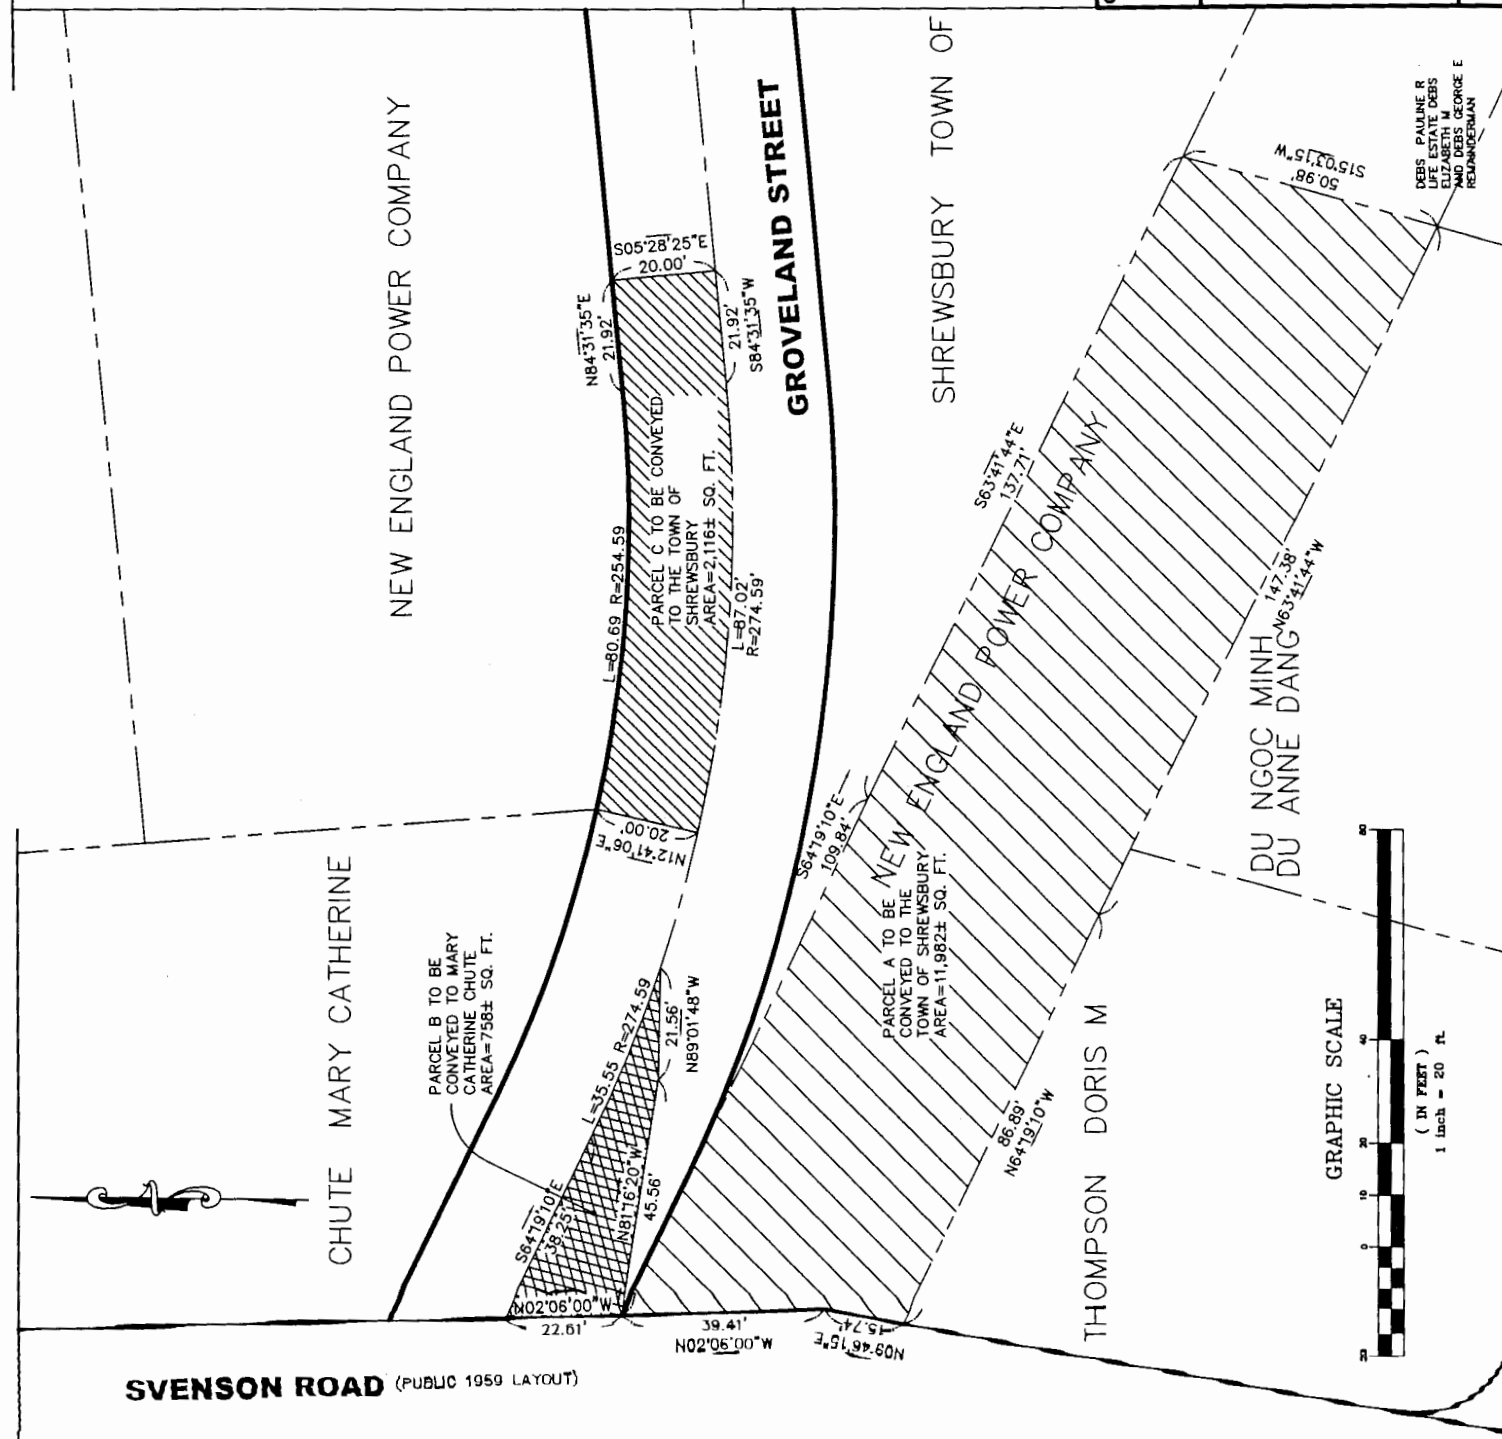 NEW ENGLAND POWER COMPANY
GROVELAND STREET
SHREWSBURY TOWN OF
DEBS PAULINE R
LIFE ESTATE DEBS
ELIZABETH M
AND DEBS GEORGE E
REMAINDERMAN
S15°03'15"W
50.98'
S05°28'25"E
20.00'
N84°31'35"E
21.92'
21.92'
S84°31'35"W
PARCEL C TO BE CONVEYED
TO THE TOWN OF
SHREWSBURY
AREA=2,116± SQ. FT.
L=80.69 R=254.59
L=87.02'
R=274.59'
S63°41'44"E
137.71'
NEW ENGLAND POWER COMPANY
147.38'
N63°41'44"W
DU NGOC MINH
DU ANNE DANG
20.00'
N12°41'06"E
S64°19'10"E
109.84'
CHUTE MARY CATHERINE
PARCEL B TO BE
CONVEYED TO MARY
CATHERINE CHUTE
AREA=758± SQ. FT.
PARCEL A TO BE
CONVEYED TO THE
TOWN OF SHREWSBURY
AREA=11,982± SQ. FT.
L=35.55 R=274.59
21.56'
N89°01'48"W
S64°19'10"E
38.25'
N81°16'20"W
45.56'
86.89'
N64°19'10"W
THOMPSON DORIS M
N02°06'00"W
22.61'
39.41'
N02°06'00"W
15.74'
N09°46'15"E
SVENSON ROAD (PUBLIC 1959 LAYOUT)
GRAPHIC SCALE
20 0 10 20 40 80
( IN FEET )
1 inch = 20 ft.